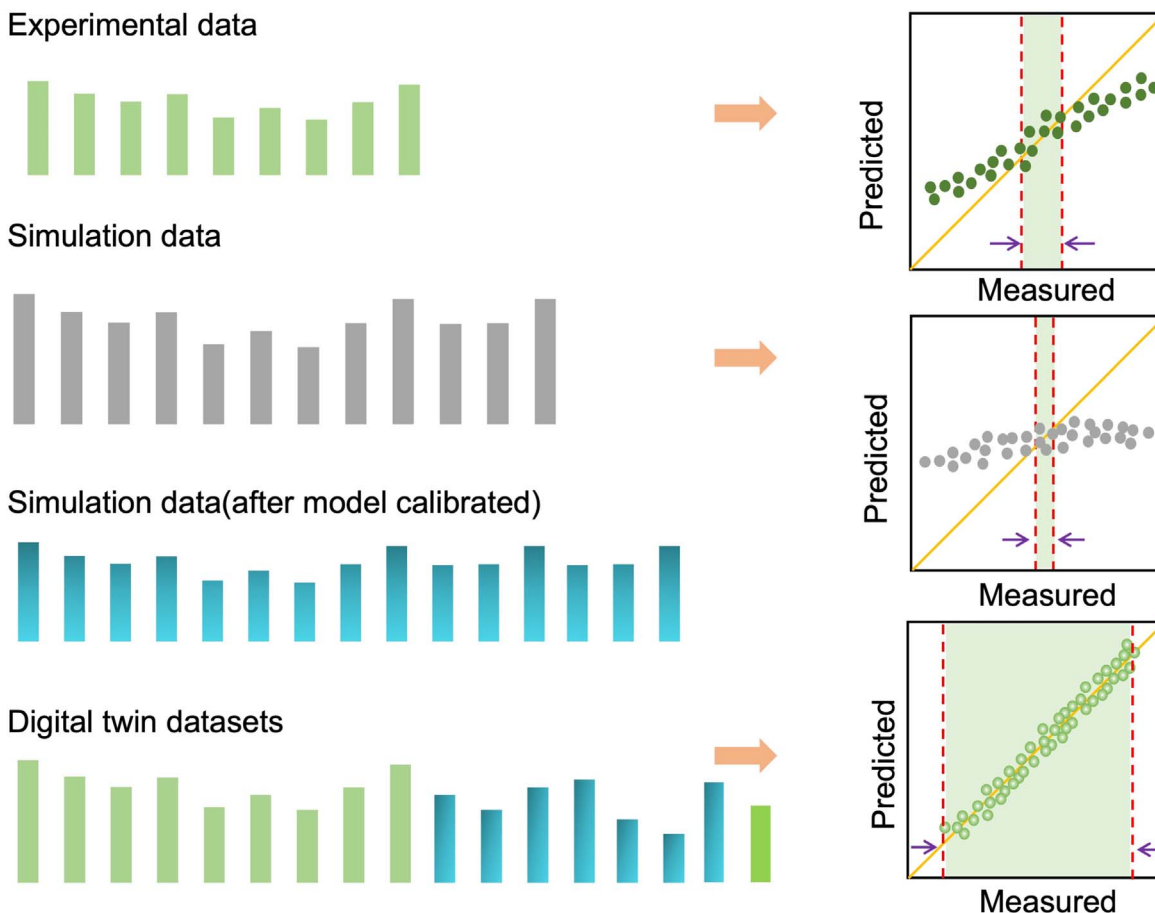 Experimental data
Predicted
Measured
Simulation data
Predicted
Measured
Simulation data(after model calibrated)
Digital twin datasets
Predicted
Measured